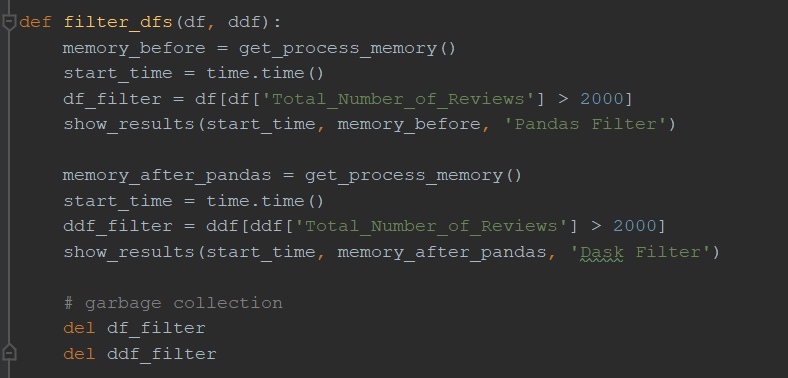 def filter_dfs(df, ddf):
    memory_before = get_process_memory()
    start_time = time.time()
    df_filter = df[df['Total_Number_of_Reviews'] > 2000]
    show_results(start_time, memory_before, 'Pandas Filter')

    memory_after_pandas = get_process_memory()
    start_time = time.time()
    ddf_filter = ddf[ddf['Total_Number_of_Reviews'] > 2000]
    show_results(start_time, memory_after_pandas, 'Dask Filter')

    # garbage collection
    del df_filter
    del ddf_filter